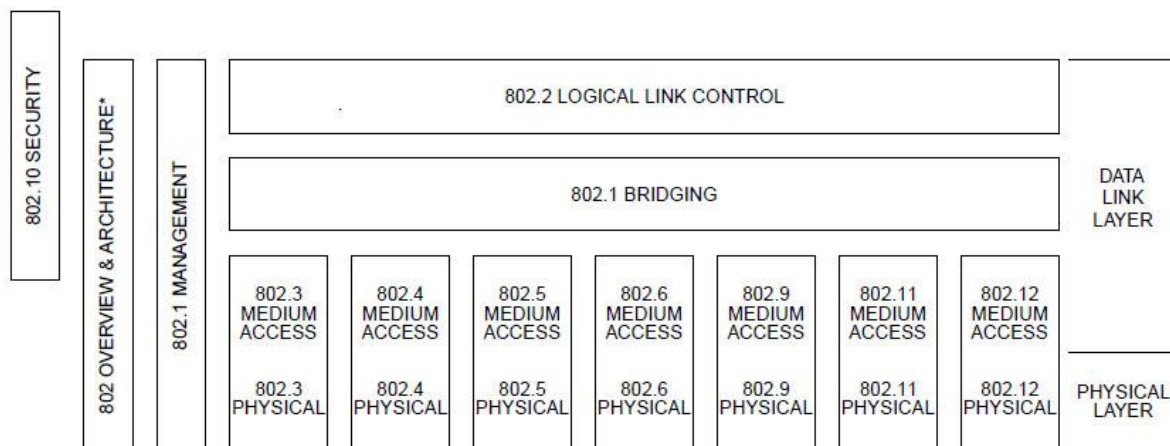 802.10 SECURITY
802 OVERVIEW & ARCHITECTURE*
802.1 MANAGEMENT
802.2 LOGICAL LINK CONTROL
802.1 BRIDGING
DATA
LINK
LAYER
802.3
MEDIUM
ACCESS
802.3
PHYSICAL
802.4
MEDIUM
ACCESS
802.4
PHYSICAL
802.5
MEDIUM
ACCESS
802.5
PHYSICAL
802.6
MEDIUM
ACCESS
802.6
PHYSICAL
802.9
MEDIUM
ACCESS
802.9
PHYSICAL
802.11
MEDIUM
ACCESS
802.11
PHYSICAL
802.12
MEDIUM
ACCESS
802.12
PHYSICAL
PHYSICAL
LAYER